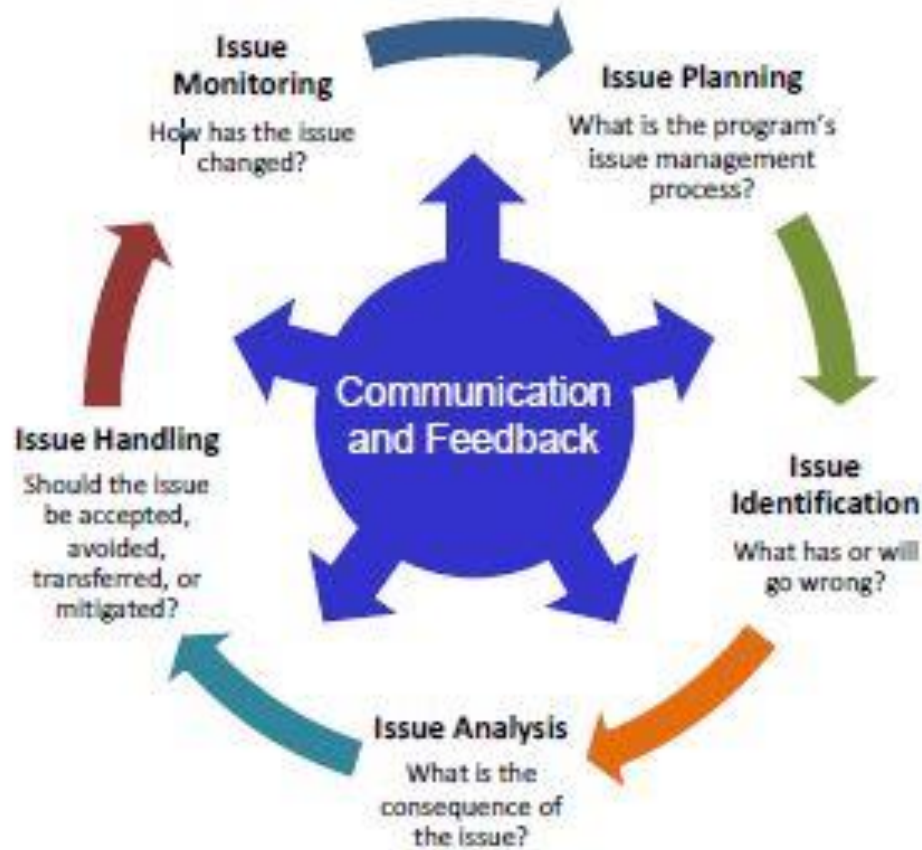 Issue
Monitoring
How has the issue
changed?
Issue Planning
What is the program's
issue management
process?
Communication
and Feedback
Issue Identification
What has or will
go wrong?
Issue Analysis
What is the
consequence of
the issue?
Issue Handling
Should the issue
be accepted,
avoided,
transferred, or
mitigated?